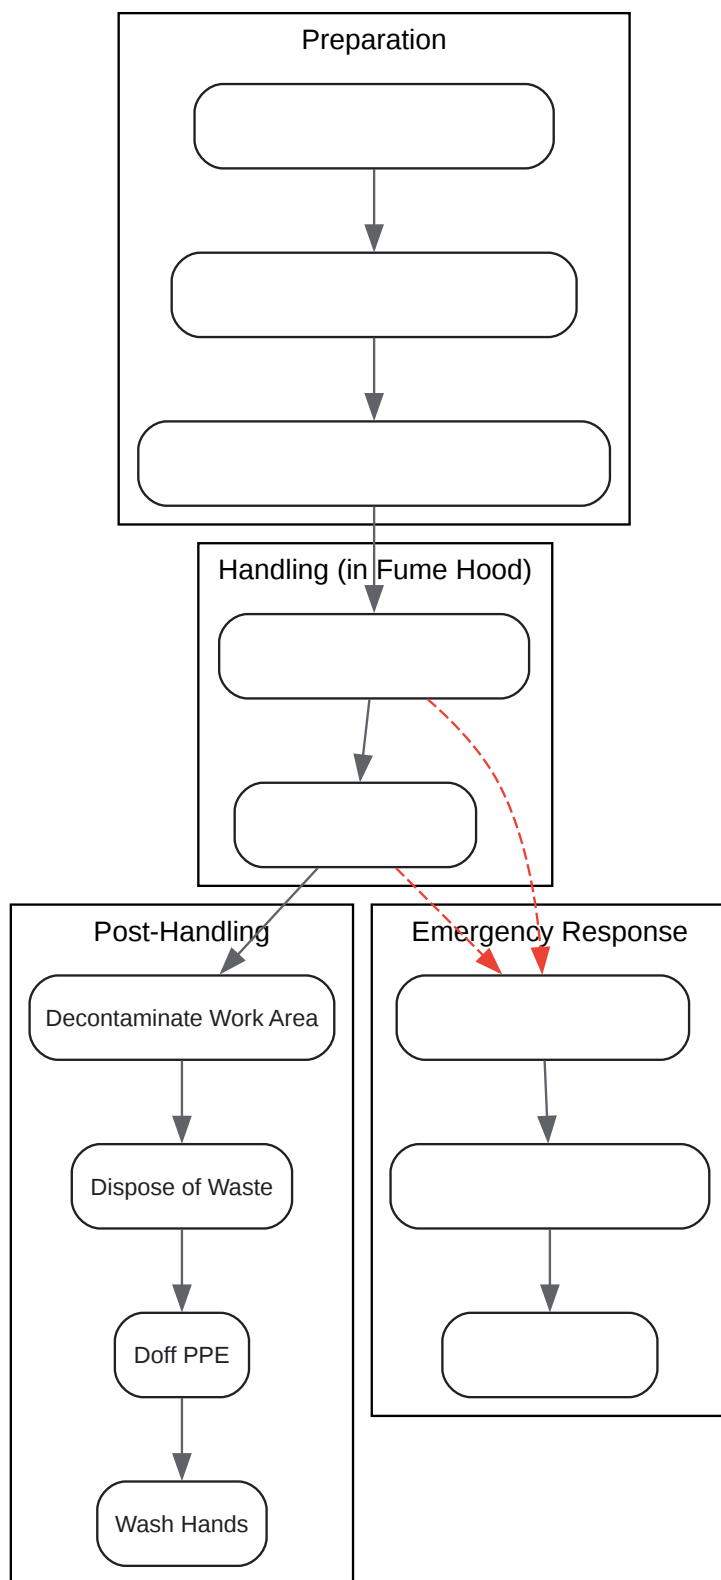 Preparation
Handling (in Fume Hood)
Post-Handling
Emergency Response
Decontaminate Work Area
Dispose of Waste
Doff PPE
Wash Hands